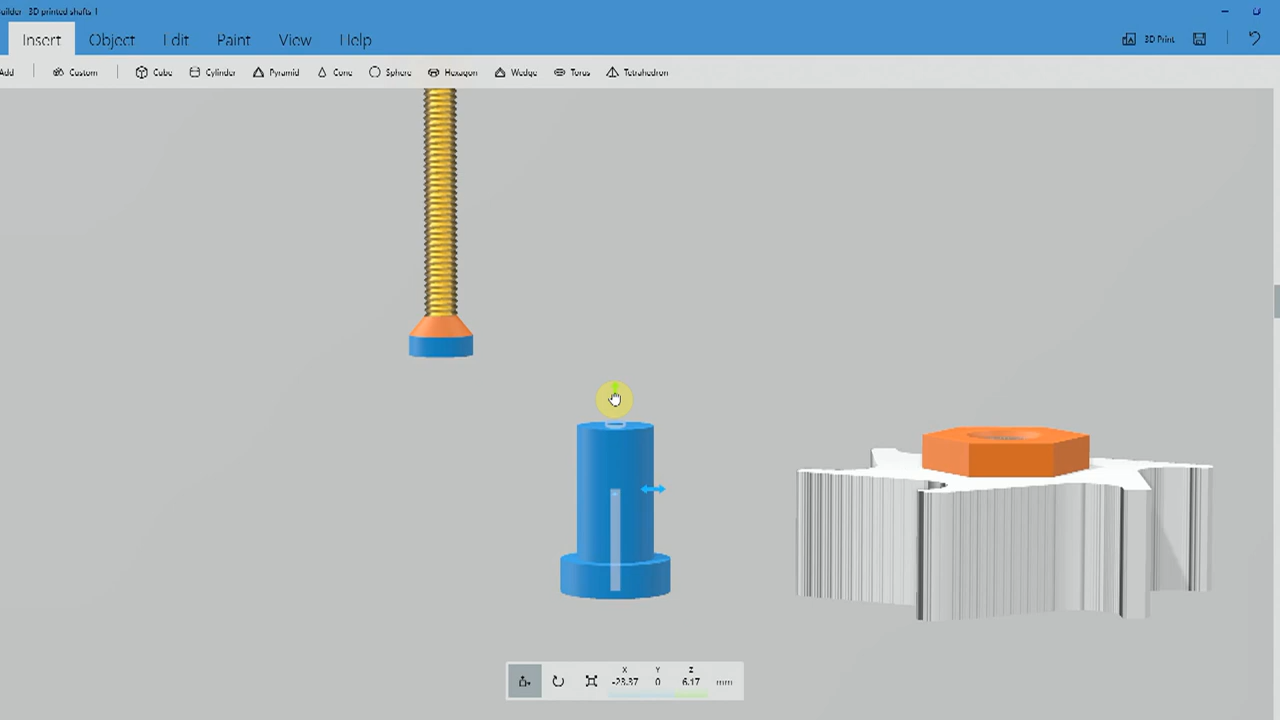 uilder 3D printed shafts 1
Insert Object Edit Paint View Help 3D Print
Add Custom Cube Cylinder Pyramid Cone Sphere Hexagon Wedge Torus Tetrahedron
X Y Z
-23.37 0 6.17 mm